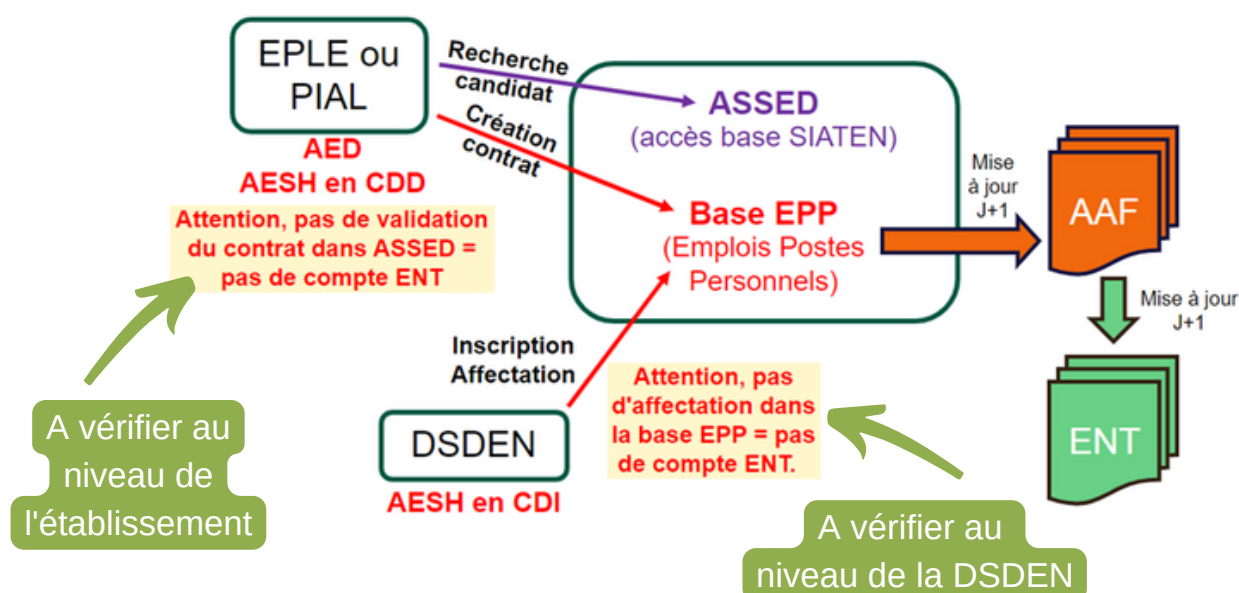 EPLE ou
PIAL
AED
AESH en CDD
Attention, pas de validation
du contrat dans ASSED =
pas de compte ENT
A vérifier au
niveau de
l'établissement
Recherche
candidat
Création
contrat
ASSED
(accès base SIATEN)
Base EPP
(Emplois Postes
Personnels)
Mise
à jour
J+1
AAF
Mise à jour
J+1
ENT
Inscription
Affectation
DSDEN
AESH en CDI
Attention, pas
d'affectation dans
la base EPP = pas
de compte ENT.
A vérifier au
niveau de la DSDEN